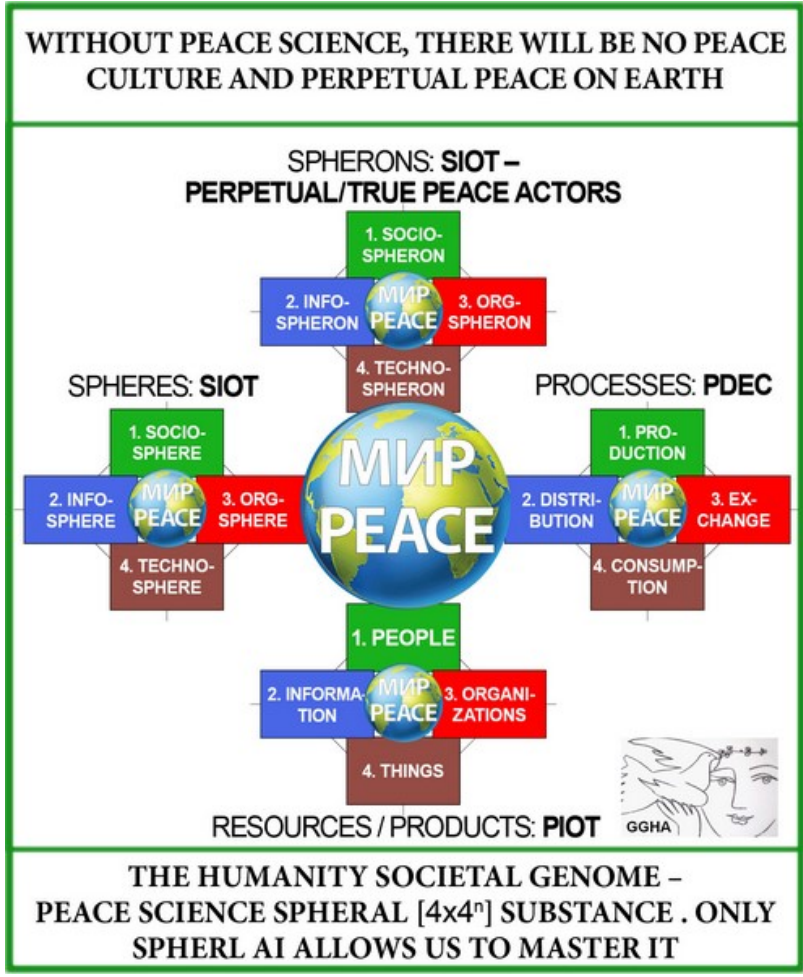 WITHOUT PEACE SCIENCE, THERE WILL BE NO PEACE
CULTURE AND PERPETUAL PEACE ON EARTH
SPHERONS: SIOT –
PERPETUAL/TRUE PEACE ACTORS
1. SOCIO-
SPHERON
2. INFO-
SPHERON
МИР
PEACE
3. ORG-
SPHERON
4. TECHNO-
SPHERON
SPHERES: SIOT
1. SOCIO-
SPHERE
2. INFO-
SPHERE
МИР
PEACE
3. ORG-
SPHERE
4. TECHNO-
SPHERE
МИР
PEACE
PROCESSES: PDEC
1. PRO-
DUCTION
2. DISTRI-
BUTION
МИР
PEACE
3. EX-
CHANGE
4. CONSUMP-
TION
1. PEOPLE
2. INFORMA-
TION
МИР
PEACE
3. ORGANI-
ZATIONS
4. THINGS
RESOURCES / PRODUCTS: PIOT
GGHA
THE HUMANITY SOCIETAL GENOME –
PEACE SCIENCE SPHERAL [4x4ⁿ] SUBSTANCE . ONLY
SPHERL AI ALLOWS US TO MASTER IT